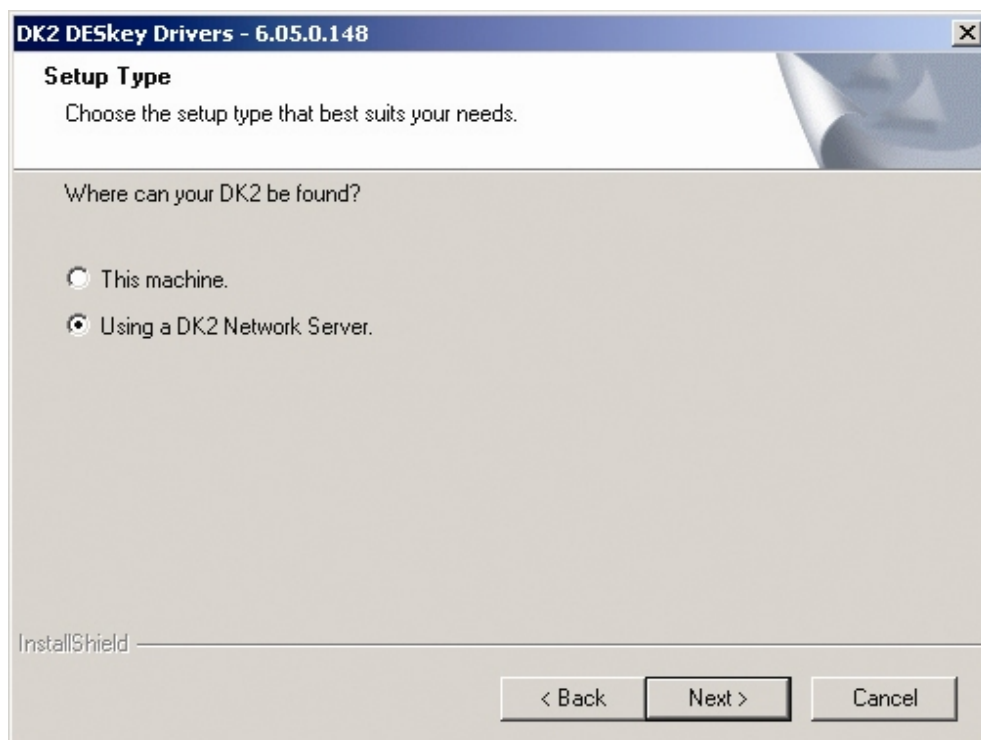 DK2 DESkey Drivers - 6.05.0.148
Setup Type
Choose the setup type that best suits your needs.
Where can your DK2 be found?
This machine.
Using a DK2 Network Server.
InstallShield
< Back Next > Cancel